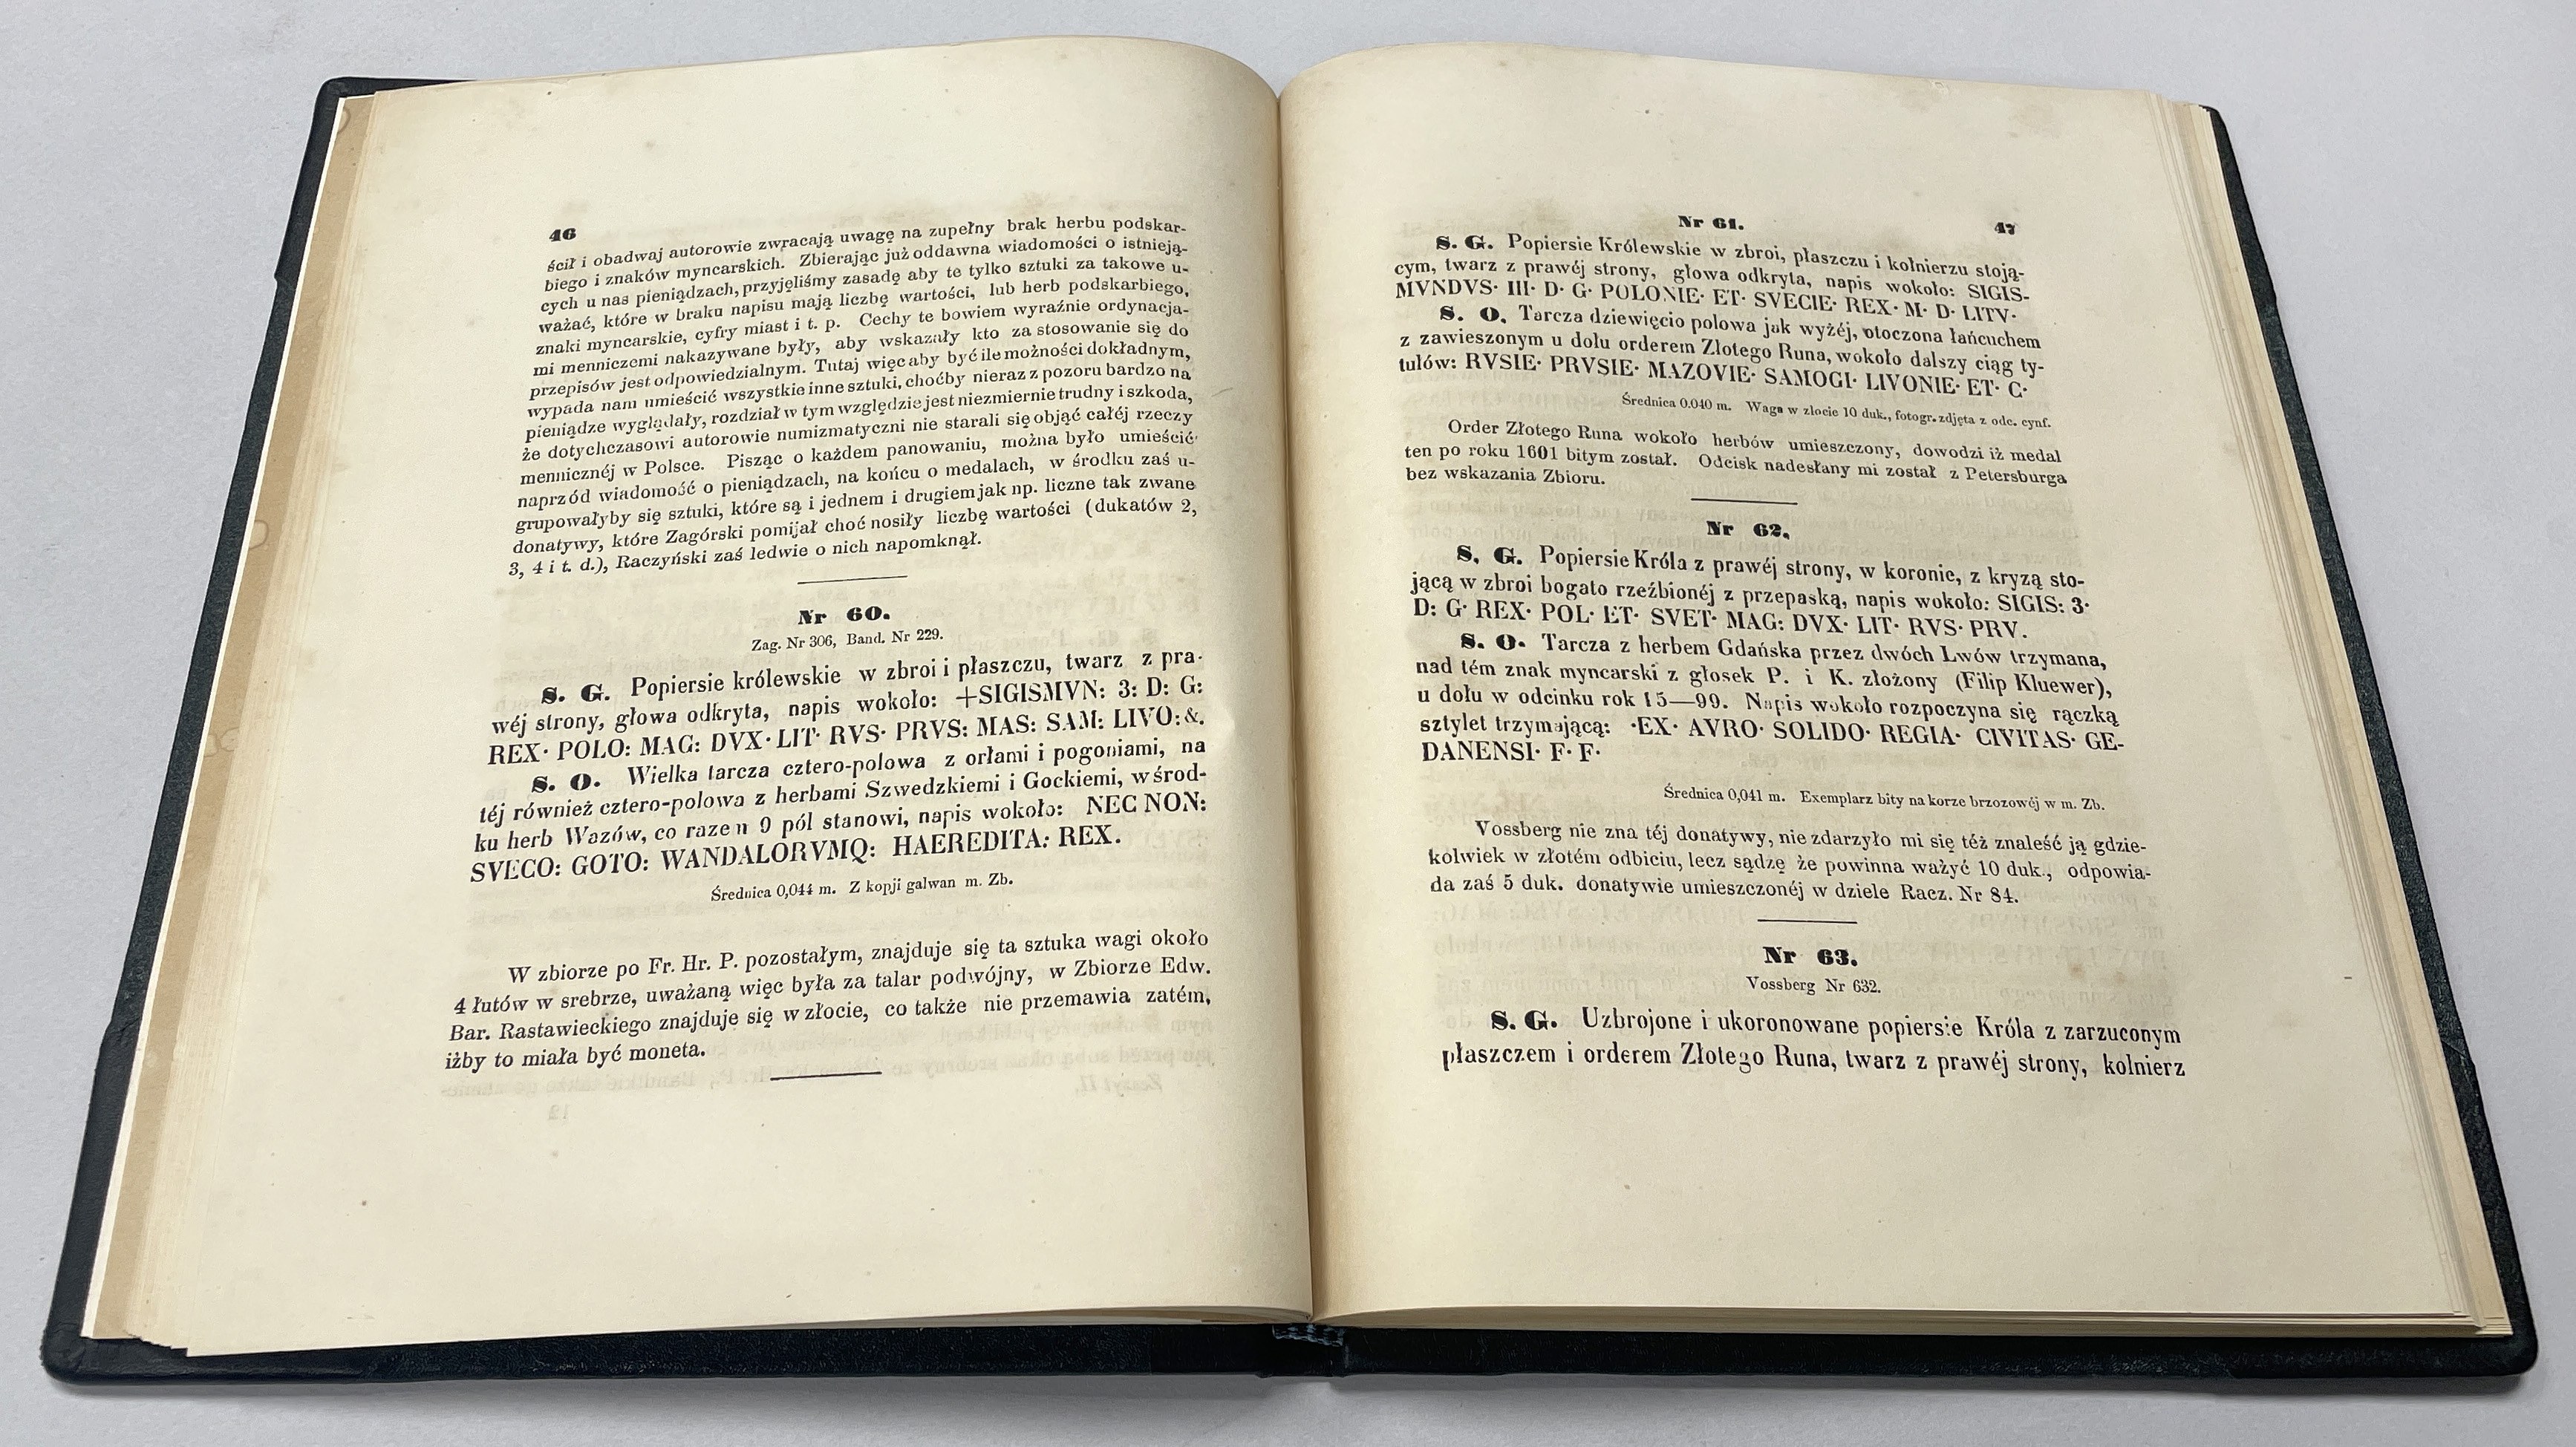 46
ścił i obadwaj autorowie zwracają uwagę na zupełny brak herbu podskar-
biego i znaków myncarskich. Zbierając już oddawna wiadomości o istnieją-
cych u nas pieniądzach, przyjęliśmy zasadę aby te tylko sztuki za takowe u-
ważać, które w braku napisu mają liczbę wartości, lub herb podskarbiego,
znaki myncarskie, cyfry miast i t. p. Cechy te bowiem wyraźnie ordynacja-
mi menniczemi nakazywane były, aby wskazały kto za stosowanie się do
przepisów jest odpowiedzialnym. Tutaj więc aby być ile możności dokładnym,
wypada nam umieścić wszystkie inne sztuki, choćby nieraz z pozoru bardzo na
pieniądze wyglądały, rozdział w tym względzie jest niezmiernie trudny i szkoda,
że dotychczasowi autorowie numizmatyczni nie starali się objąć całéj rzeczy
mennicznéj w Polsce. Pisząc o każdem panowaniu, można było umieścić
naprzód wiadomość o pieniądzach, na końcu o medalach, w środku zaś u-
grupowałyby się sztuki, które są i jednem i drugiem jak np. liczne tak zwane
donatywy, które Zagórski pomijał choć nosiły liczbę wartości (dukatów 2,
3, 4 i t. d.), Raczyński zaś ledwie o nich napomknął.
Nr 60.
Zag. Nr 306, Band. Nr 229.
S. G. Popiersie królewskie w zbroi i płaszczu, twarz z pra-
wéj strony, głowa odkryta, napis wokoło: +SIGISMVN: 3: D: G:
REX· POLO: MAG: DVX· LIT· RVS· PRVS: MAS: SAM: LIVO:&.
S. O. Wielka tarcza cztero-polowa z orłami i pogoniami, na
téj również cztero-polowa z herbami Szwedzkiemi i Gockiemi, w środ-
ku herb Wazów, co razem 9 pól stanowi, napis wokoło: NEC NON:
SVECO: GOTO: WANDALORVMQ: HAEREDITA: REX.
Średnica 0,044 m. Z kopji galwan m. Zb.
W zbiorze po Fr. Hr. P. pozostałym, znajduje się ta sztuka wagi około
4 łutów w srebrze, uważaną więc była za talar podwójny, w Zbiorze Edw.
Bar. Rastawieckiego znajduje się w złocie, co także nie przemawia zatém,
iżby to miała być moneta.
Nr 61.
47
S. G. Popiersie Królewskie w zbroi, płaszczu i kołnierzu stoją-
cym, twarz z prawéj strony, głowa odkryta, napis wokoło: SIGIS-
MVNDVS· III· D· G· POLONIE· ET· SVECIE· REX· M· D· LITV·
S. O. Tarcza dziewięcio polowa jak wyżéj, otoczona łańcuchem
z zawieszonym u dołu orderem Złotego Runa, wokoło dalszy ciąg ty-
tułów: RVSIE· PRVSIE· MAZOVIE· SAMOGI· LIVONIE· ET· C·
Średnica 0.040 m. Waga w złocie 10 duk., fotogr. zdjęta z odc. cynf.
Order Złotego Runa wokoło herbów umieszczony, dowodzi iż medal
ten po roku 1601 bitym został. Odcisk nadesłany mi został z Petersburga
bez wskazania Zbioru.
Nr 62.
S. G. Popiersie Króla z prawéj strony, w koronie, z kryzą sto-
jącą w zbroi bogato rzeźbionéj z przepaską, napis wokoło: SIGIS: 3·
D: G· REX· POL· ET· SVET· MAG: DVX· LIT· RVS· PRV.
S. O. Tarcza z herbem Gdańska przez dwóch Lwów trzymana,
nad tém znak myncarski z głosek P. i K. złożony (Filip Kluewer),
u dołu w odcinku rok 15—99. Napis wokoło rozpoczyna się rączką
sztylet trzymającą: ·EX· AVRO· SOLIDO· REGIA· CIVITAS· GE-
DANENSI· F· F·
Średnica 0,041 m. Exemplarz bity na korze brzozowéj w m. Zb.
Vossberg nie zna téj donatywy, nie zdarzyło mi się téż znaleść ją gdzie-
kolwiek w złotém odbiciu, lecz sądzę że powinna ważyć 10 duk., odpowia-
da zaś 5 duk. donatywie umieszczonéj w dziele Racz. Nr 84.
Nr 63.
Vossberg Nr 632.
S. G. Uzbrojone i ukoronowane popiersie Króla z zarzuconym
płaszczem i orderem Złotego Runa, twarz z prawéj strony, kołnierz